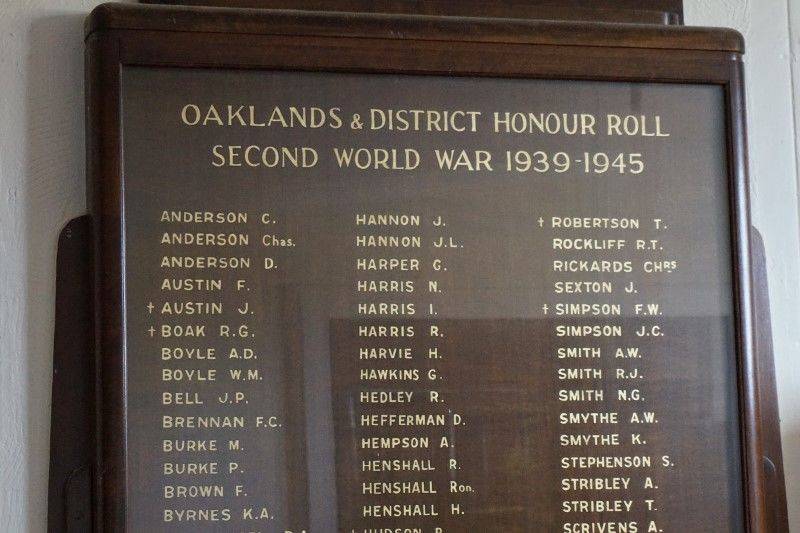 OAKLANDS & DISTRICT HONOUR ROLL
SECOND WORLD WAR 1939-1945
ANDERSON C.
ANDERSON Chas.
ANDERSON D.
AUSTIN F.
† AUSTIN J.
† BOAK R.G.
BOYLE A.D.
BOYLE W.M.
BELL J.P.
BRENNAN F.C.
BURKE M.
BURKE P.
BROWN F.
BYRNES K.A.
HANNON J.
HANNON J.L.
HARPER G.
HARRIS N.
HARRIS I.
HARRIS R.
HARVIE H.
HAWKINS G.
HEDLEY R.
HEFFERMAN D.
HEMPSON A.
HENSHALL R.
HENSHALL Ron.
HENSHALL H.
† HUDSON
† ROBERTSON T.
ROCKLIFF R.T.
RICKARDS CHRS
SEXTON J.
† SIMPSON F.W.
SIMPSON J.C.
SMITH A.W.
SMITH R.J.
SMITH N.G.
SMYTHE A.W.
SMYTHE K.
STEPHENSON S.
STRIBLEY A.
STRIBLEY T.
SCRIVENS A.